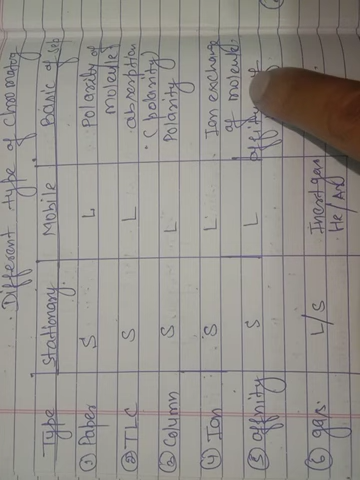 Different type of chromatog
Type Stationary. Mobile Basic of sep
① Paper S L Polarity of molecules
② TLC S L absorption (polarity)
③ Column S L Polarity
④ Ion S L Ion exchange of molecule.
⑤ affinity S L
⑥ gas. L/S Inert gas He/Ar